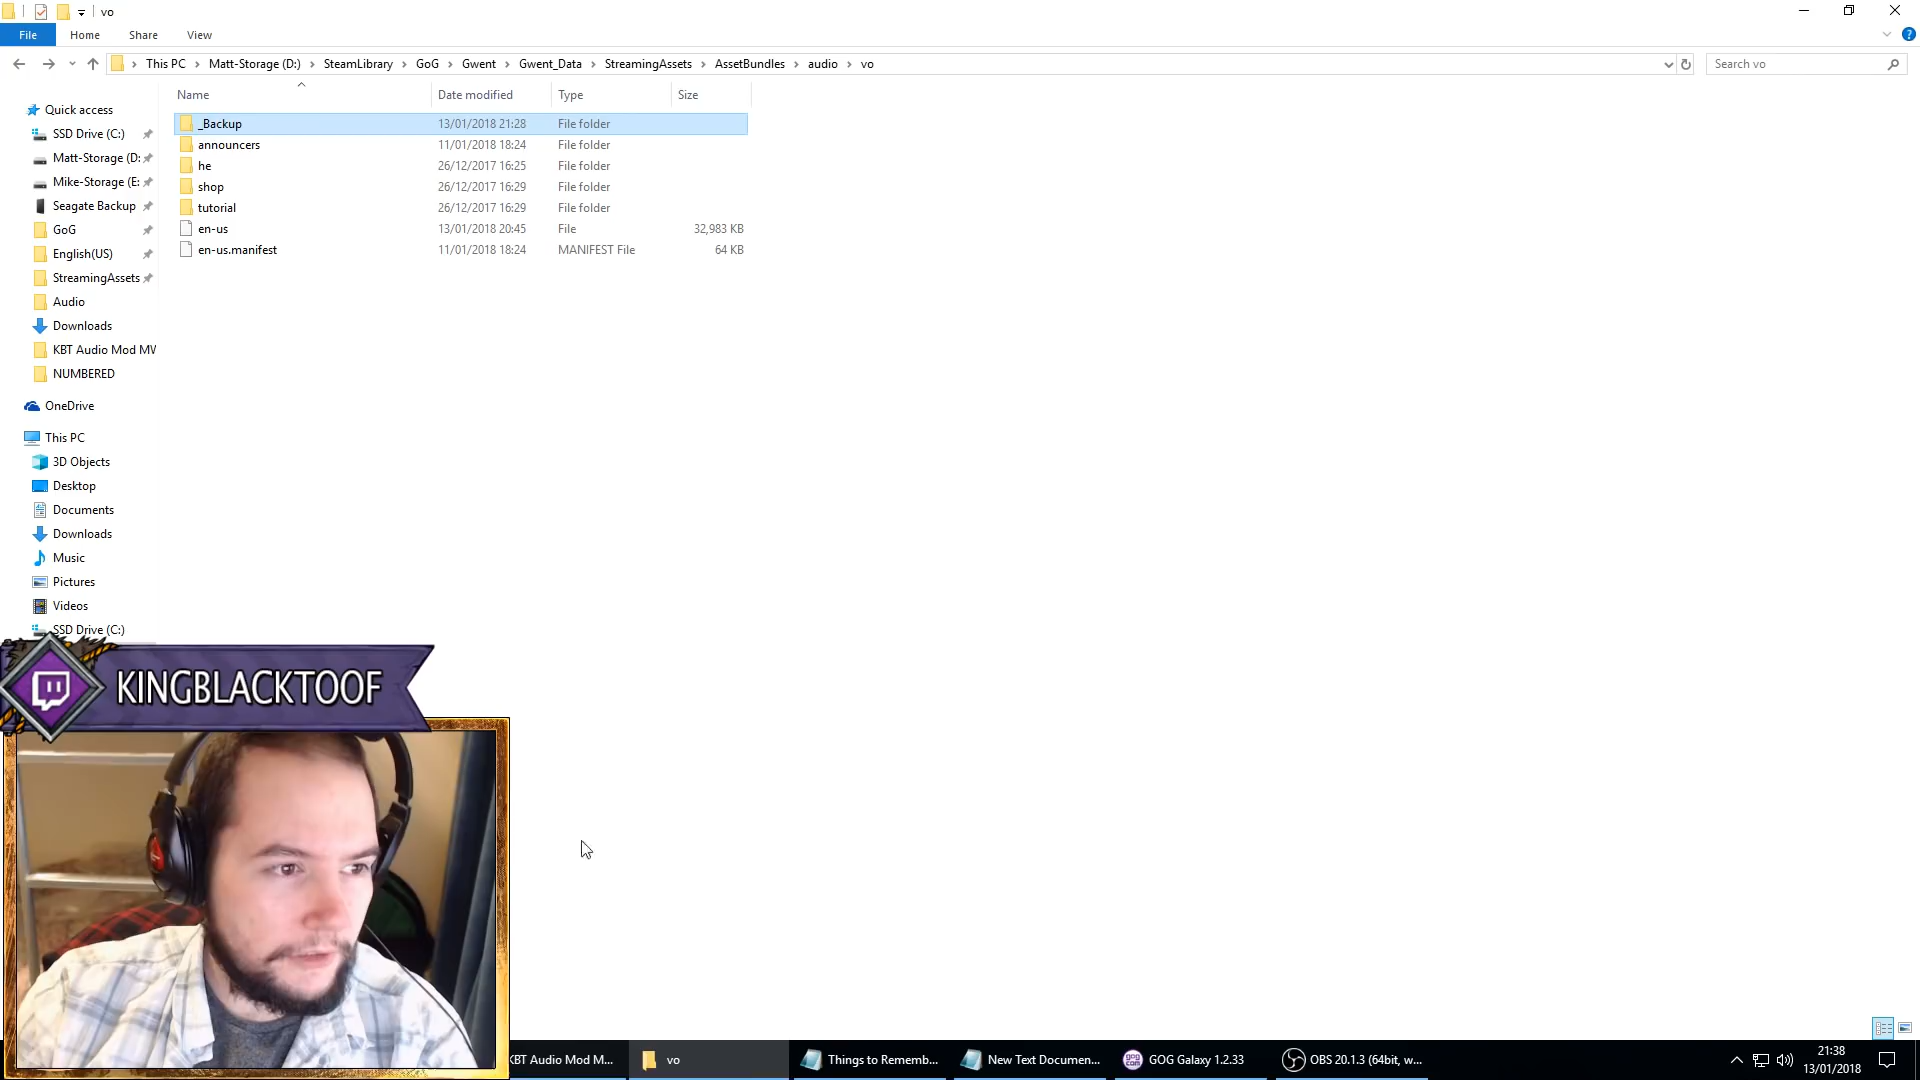 vo
File
Home
Share
View
This PC
Matt-Storage (D:)
SteamLibrary
GoG
Gwent
Gwent_Data
StreamingAssets
AssetBundles
audio
vo
Search vo
Name
Date modified
Type
Size
_Backup 13/01/2018 21:28 File folder
announcers 11/01/2018 18:24 File folder
he 26/12/2017 16:25 File folder
shop 26/12/2017 16:29 File folder
tutorial 26/12/2017 16:29 File folder
en-us 13/01/2018 20:45 File 32,983 KB
en-us.manifest 11/01/2018 18:24 MANIFEST File 64 KB
Quick access
SSD Drive (C:)
Matt-Storage (D:
Mike-Storage (E:
Seagate Backup
GoG
English(US)
StreamingAssets
Audio
Downloads
KBT Audio Mod MW
NUMBERED
OneDrive
This PC
3D Objects
Desktop
Documents
Downloads
Music
Pictures
Videos
SSD Drive (C:)
KINGBLACKTOOF
KBT Audio Mod M...
vo
Things to Rememb...
New Text Documen...
GOG Galaxy 1.2.33
OBS 20.1.3 (64bit, w...
21:38
13/01/2018